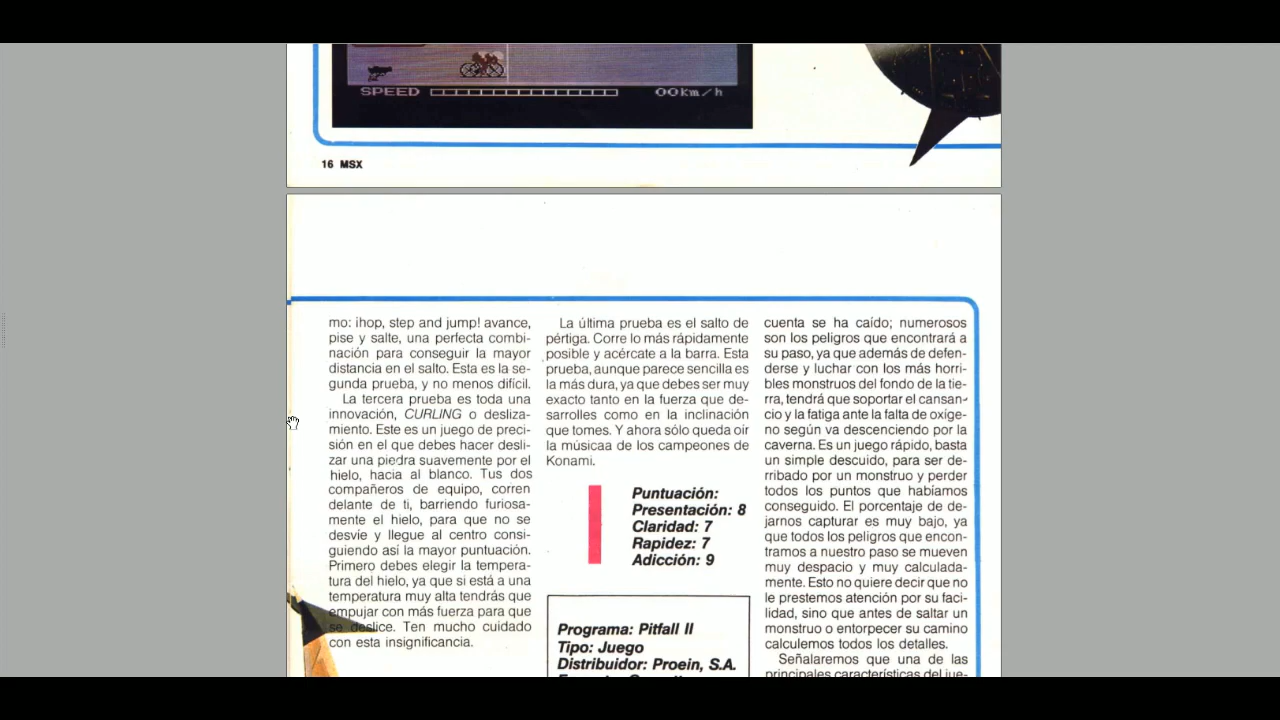 SPEED 00km/h
16 MSX
mo: ¡hop, step and jump! avance,
pise y salte, una perfecta combi-
nación para conseguir la mayor
distancia en el salto. Esta es la se-
gunda prueba, y no menos difícil.
La tercera prueba es toda una
innovación, CURLING o desliza-
miento. Este es un juego de preci-
sión en el que debes hacer desli-
zar una piedra suavemente por el
hielo, hacia al blanco. Tus dos
compañeros de equipo, corren
delante de ti, barriendo furiosa-
mente el hielo, para que no se
desvíe y llegue al centro consi-
guiendo así la mayor puntuación.
Primero debes elegir la tempera-
tura del hielo, ya que si está a una
temperatura muy alta tendrás que
empujar con más fuerza para que
se deslice. Ten mucho cuidado
con esta insignificancia.
La última prueba es el salto de
pértiga. Corre lo más rápidamente
posible y acércate a la barra. Esta
prueba, aunque parece sencilla es
la más dura, ya que debes ser muy
exacto tanto en la fuerza que de-
sarrolles como en la inclinación
que tomes. Y ahora sólo queda oír
la músicaa de los campeones de
Konami.
Puntuación:
Presentación: 8
Claridad: 7
Rapidez: 7
Adicción: 9
Programa: Pitfall II
Tipo: Juego
Distribuidor: Proein, S.A.
cuenta se ha caído; numerosos
son los peligros que encontrará a
su paso, ya que además de defen-
derse y luchar con los más horri-
bles monstruos del fondo de la tie-
rra, tendrá que soportar el cansan-
cio y la fatiga ante la falta de oxíge-
no según va descenciendo por la
caverna. Es un juego rápido, basta
un simple descuido, para ser de-
rribado por un monstruo y perder
todos los puntos que habíamos
conseguido. El porcentaje de de-
jarnos capturar es muy bajo, ya
que todos los peligros que encon-
tramos a nuestro paso se mueven
muy despacio y muy calculada-
mente. Esto no quiere decir que no
le prestemos atención por su faci-
lidad, sino que antes de saltar un
monstruo o entorpecer su camino
calculemos todos los detalles.
Señalaremos que una de las
principales características del jue-